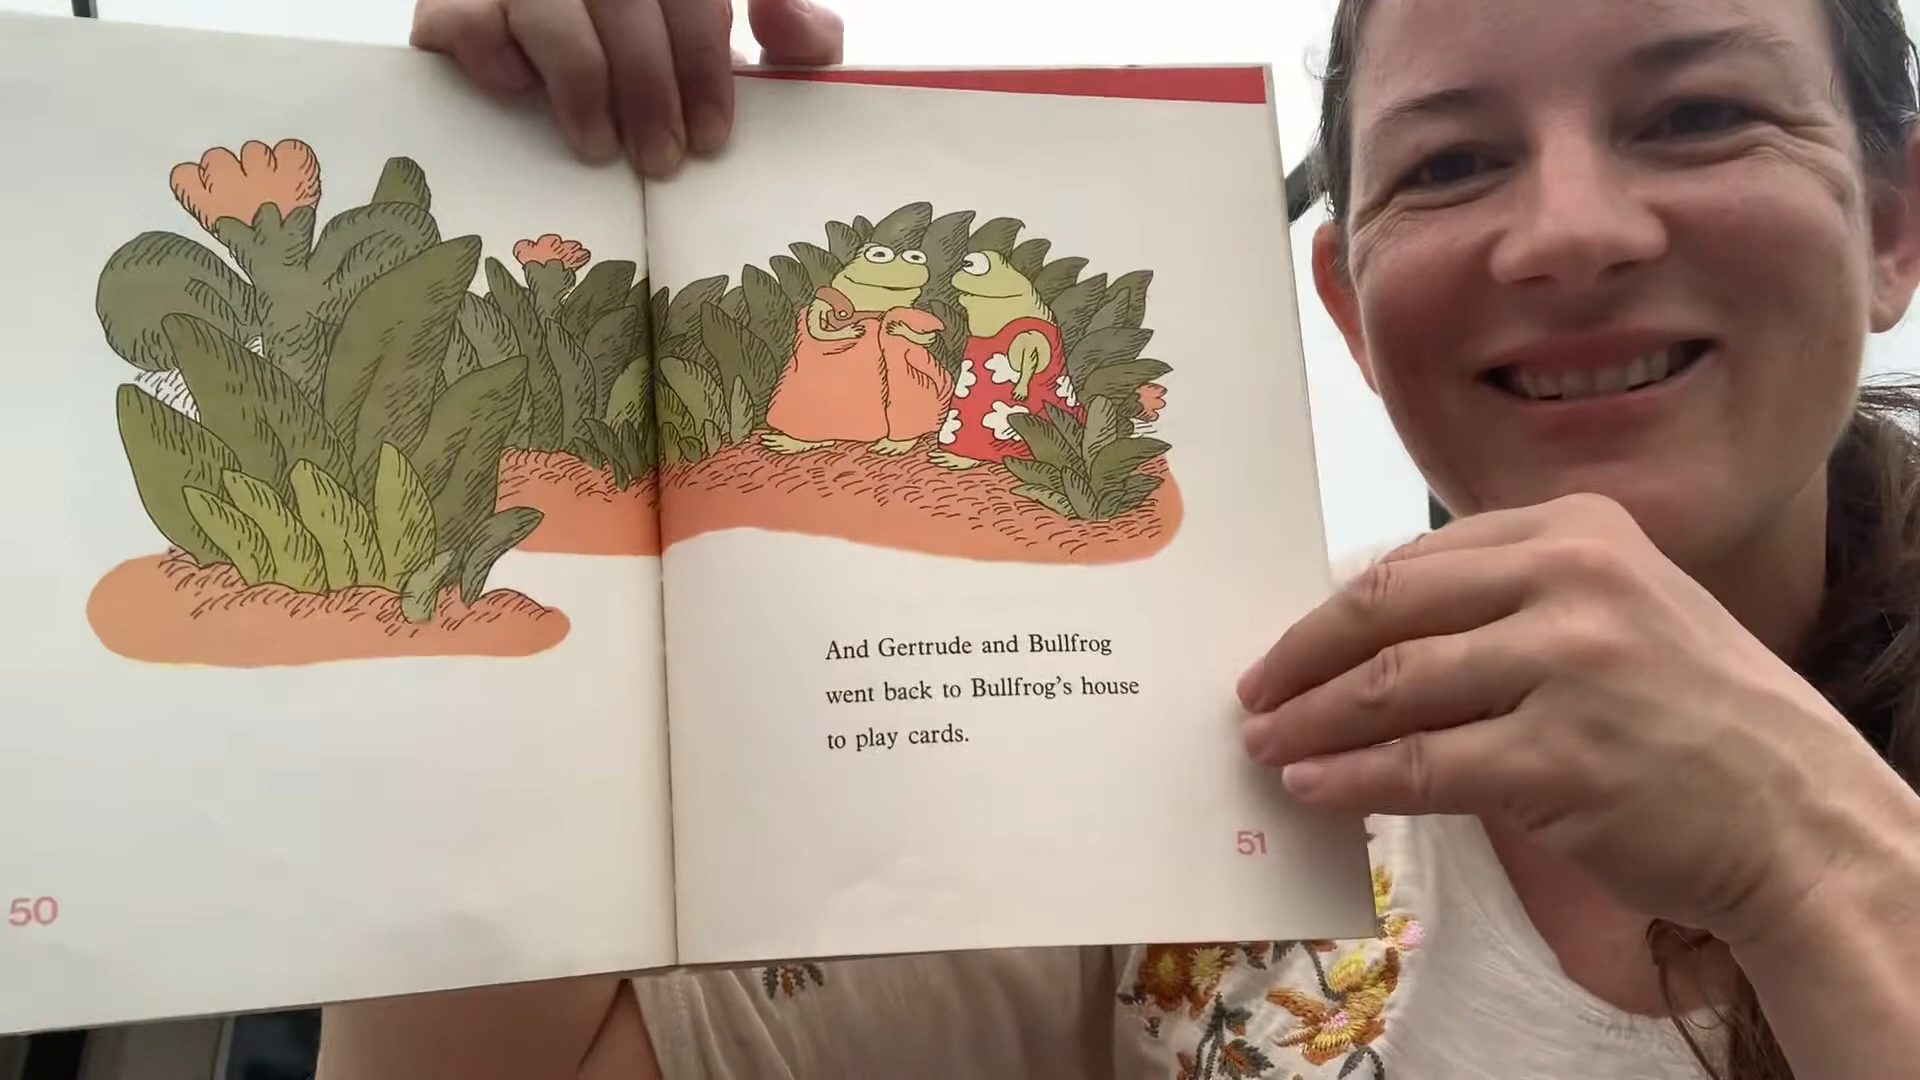 And Gertrude and Bullfrog
went back to Bullfrog's house
to play cards.
50
51